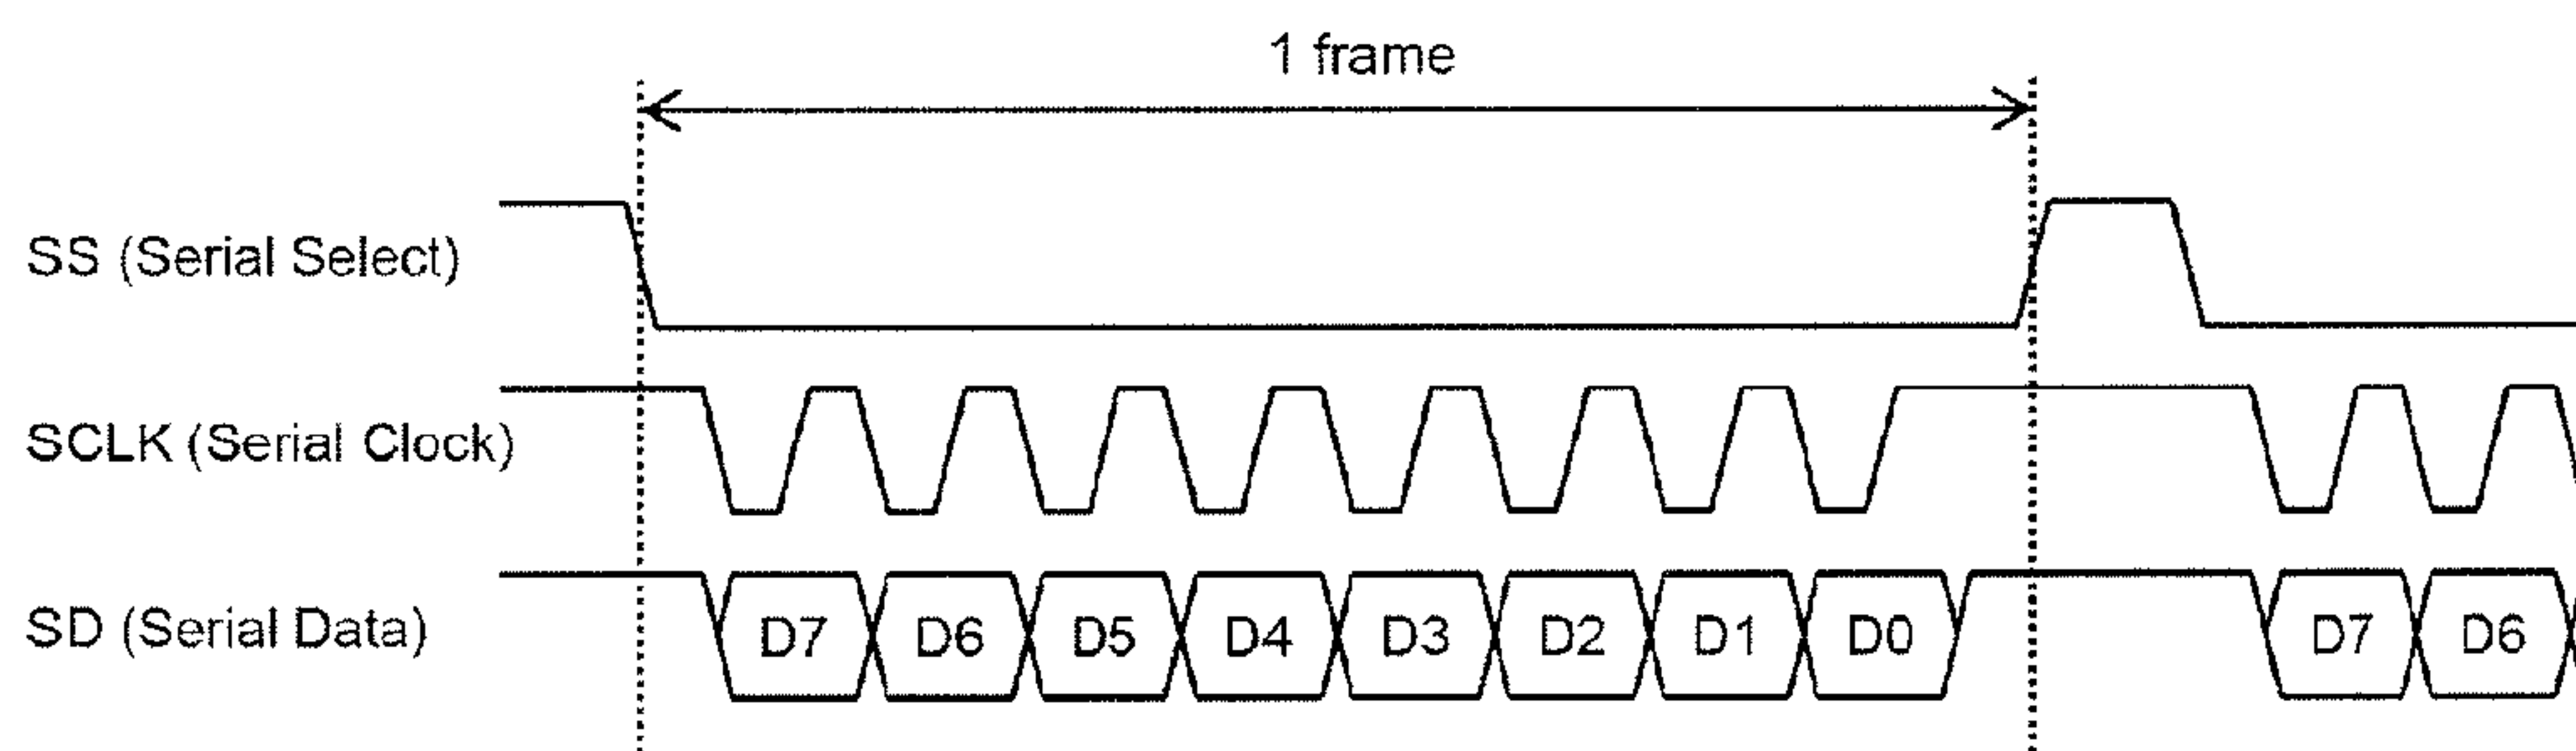 1 frame
SS (Serial Select)
SCLK (Serial Clock)
SD (Serial Data) D7 D6 D5 D4 D3 D2 D1 D0 D7 D6